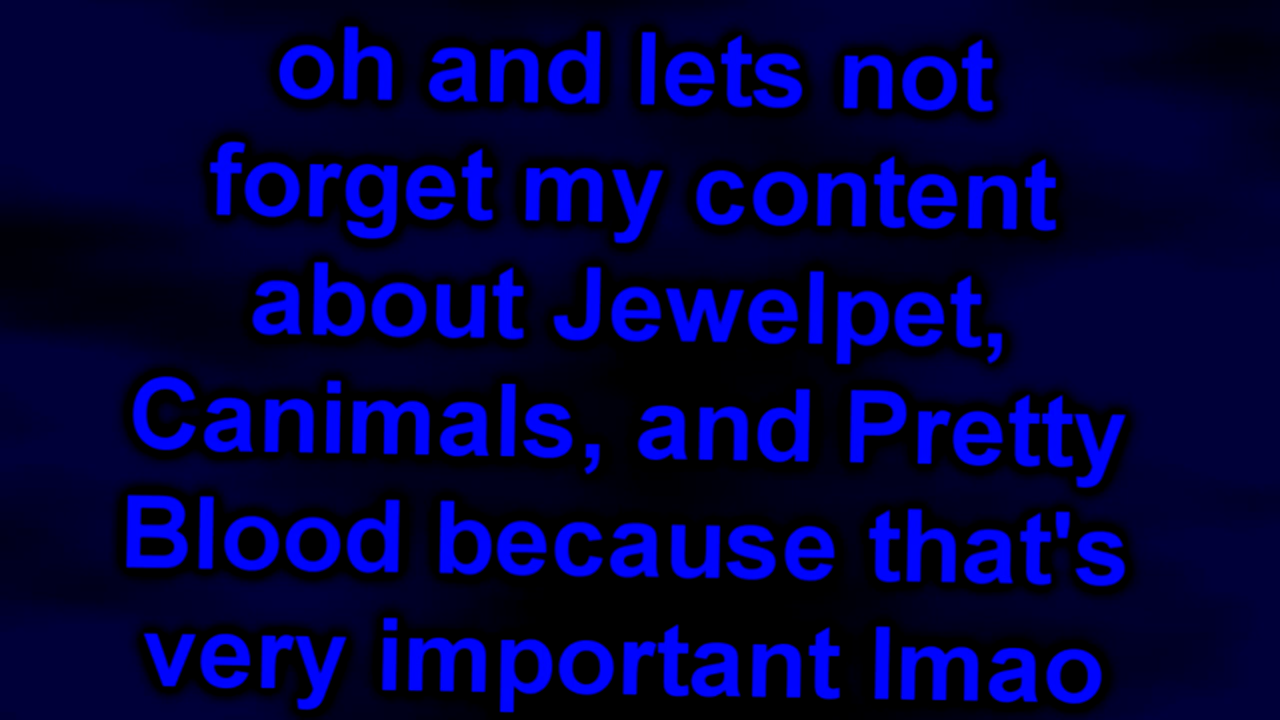 oh and lets not
forget my content
about Jewelpet,
Canimals, and Pretty
Blood because that's
very important lmao